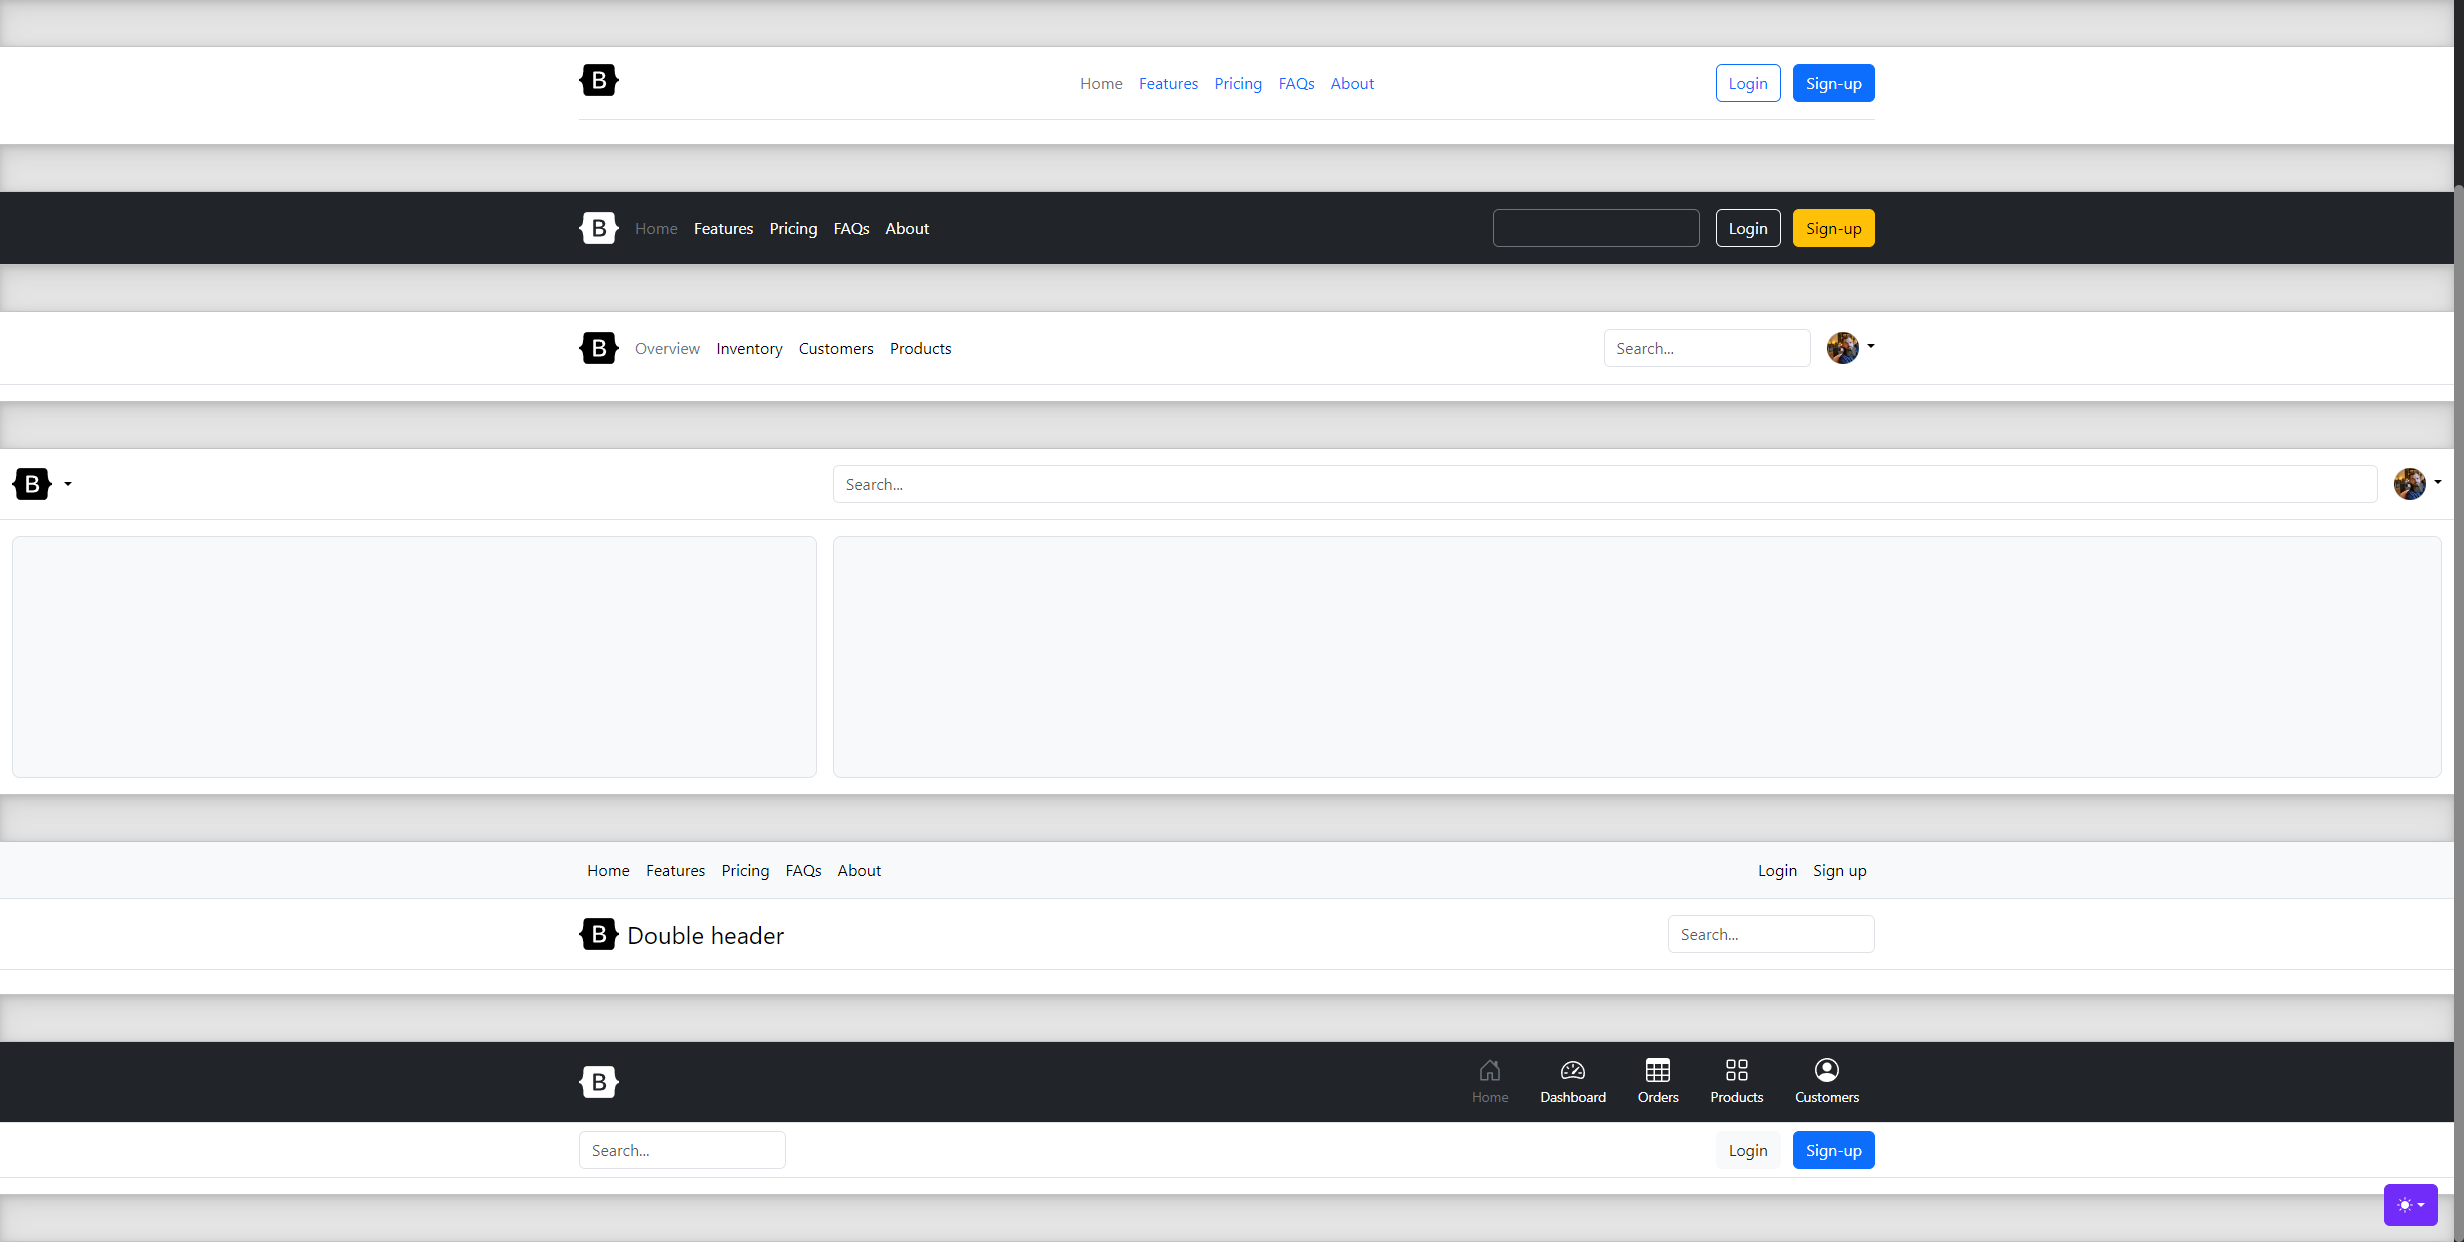 B Home Features Pricing FAQs About Login Sign-up
B Home Features Pricing FAQs About Login Sign-up
B Overview Inventory Customers Products Search...
B Search...
Home Features Pricing FAQs About Login Sign up
B Double header Search...
B Home Dashboard Orders Products Customers
Search... Login Sign-up